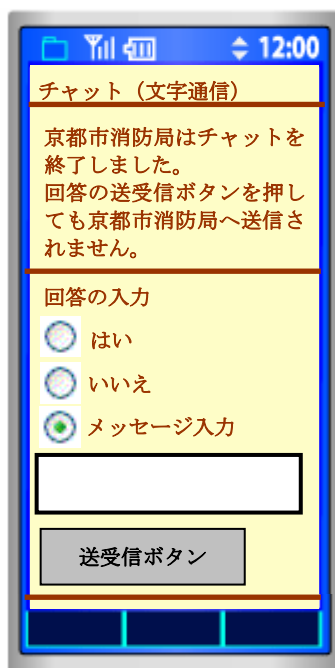 12:00
チャット（文字通信）
京都市消防局はチャットを
終了しました。
回答の送受信ボタンを押し
ても京都市消防局へ送信さ
れません。
回答の入力
はい
いいえ
メッセージ入力
送受信ボタン